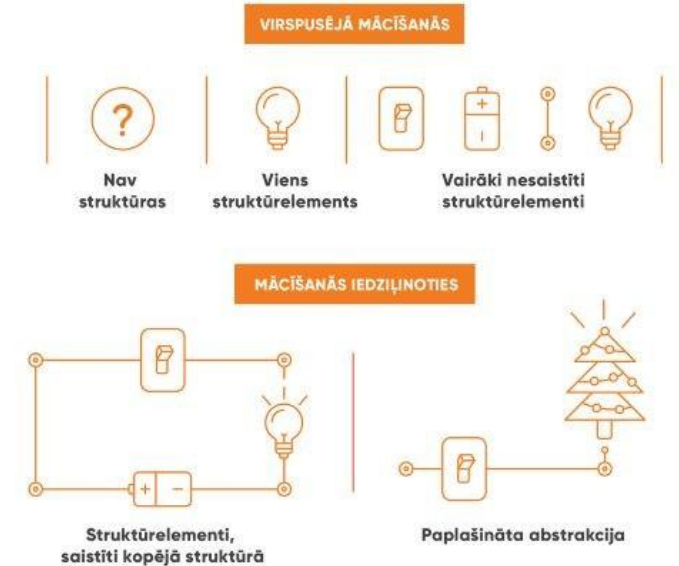 VIRSPUSĒJĀ MĀCĪŠANĀS
?
Nav
struktūras
Viens
struktūrelements
+
I
Vairāki nesaistīti
struktūrelementi
MĀCĪŠANĀS IEDZIĻINOTIES
+ −
Struktūrelementi,
saistīti kopējā struktūrā
Paplašināta abstrakcija